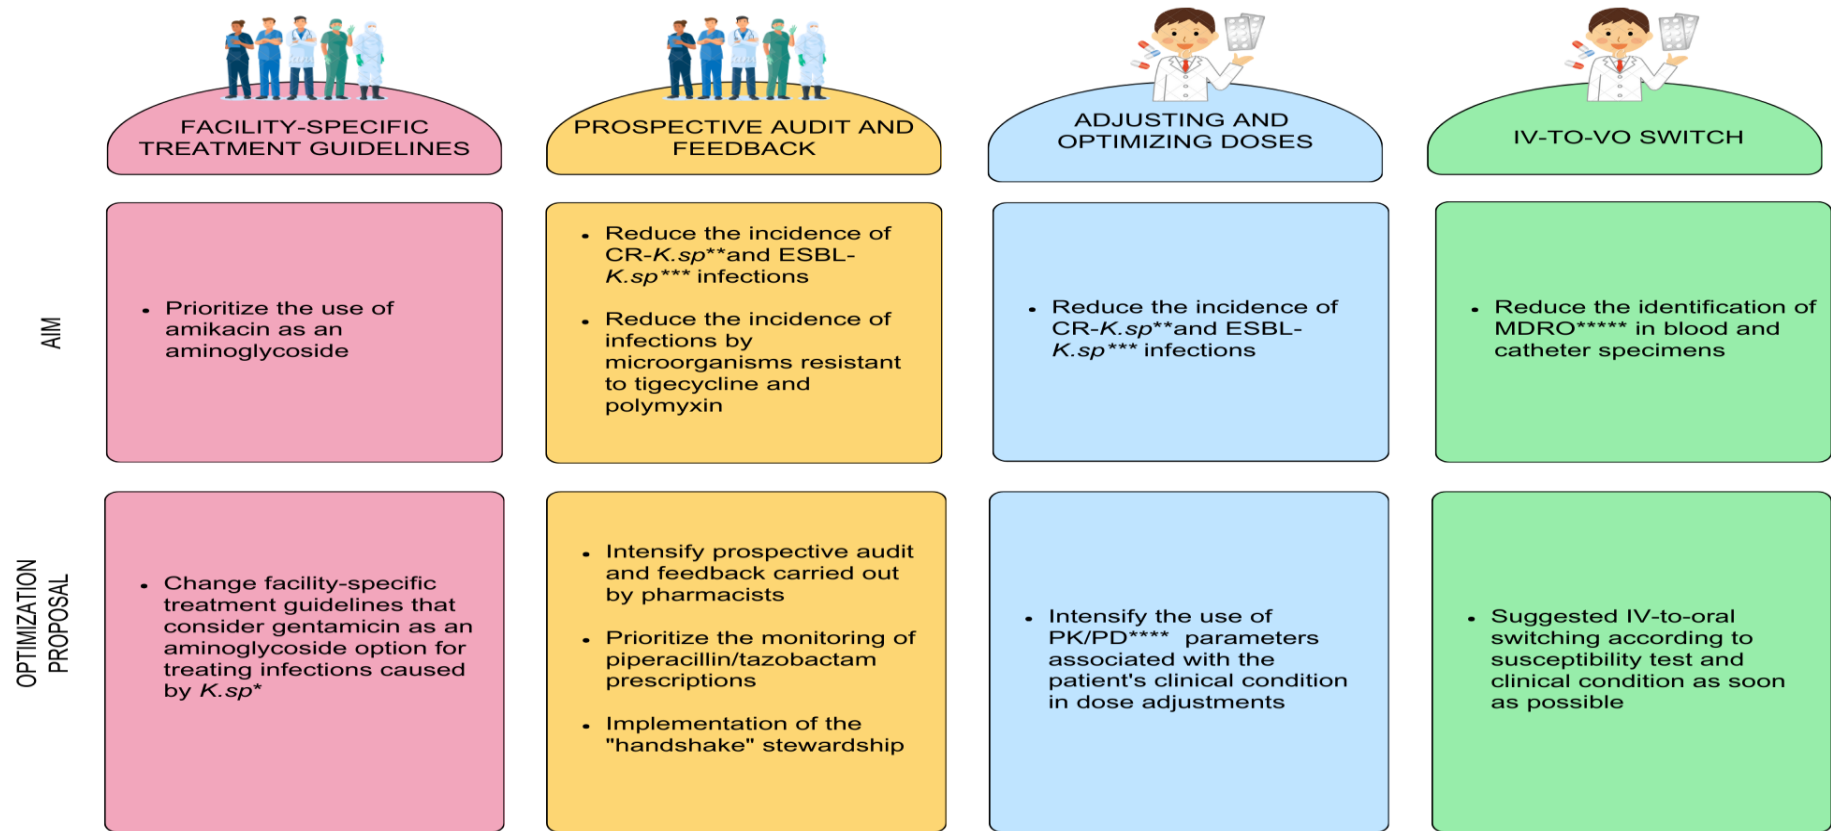 FACILITY-SPECIFIC
TREATMENT GUIDELINES
PROSPECTIVE AUDIT AND
FEEDBACK
ADJUSTING AND
OPTIMIZING DOSES
IV-TO-VO SWITCH
AIM
• Prioritize the use of
amikacin as an
aminoglycoside
• Reduce the incidence of
CR-K.sp**and ESBL-
K.sp*** infections
• Reduce the incidence of
infections by
microorganisms resistant
to tigecycline and
polymyxin
• Reduce the incidence of
CR-K.sp**and ESBL-
K.sp*** infections
• Reduce the identification of
MDRO***** in blood and
catheter specimens
OPTIMIZATION
PROPOSAL
• Change facility-specific
treatment guidelines that
consider gentamicin as an
aminoglycoside option for
treating infections caused
by K.sp*
• Intensify prospective audit
and feedback carried out
by pharmacists
• Prioritize the monitoring of
piperacillin/tazobactam
prescriptions
• Implementation of the
"handshake" stewardship
• Intensify the use of
PK/PD**** parameters
associated with the
patient's clinical condition
in dose adjustments
• Suggested IV-to-oral
switching according to
susceptibility test and
clinical condition as soon
as possible